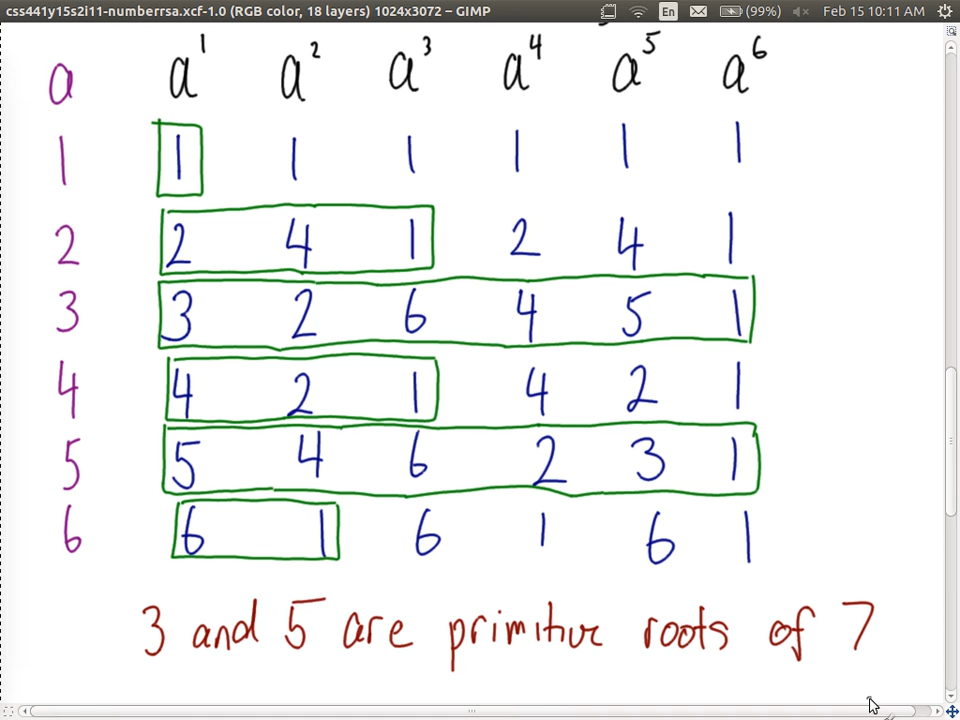 css441y15s2i11-numberrsa.xcf-1.0 (RGB color, 18 layers) 1024x3072 – GIMP En (99%) Feb 15 10:11 AM
a a¹ a² a³ a⁴ a⁵ a⁶
1 1 1 1 1 1 1
2 2 4 1 2 4 1
3 3 2 6 4 5 1
4 4 2 1 4 2 1
5 5 4 6 2 3 1
6 6 1 6 1 6 1
3 and 5 are primitive roots of 7